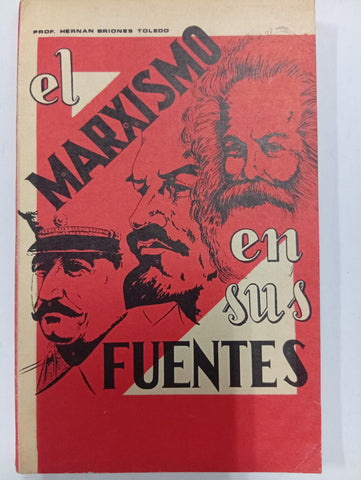 PROF. HERNAN BRIONES TOLEDO
el
MARXISMO
en
sus
FUENTES